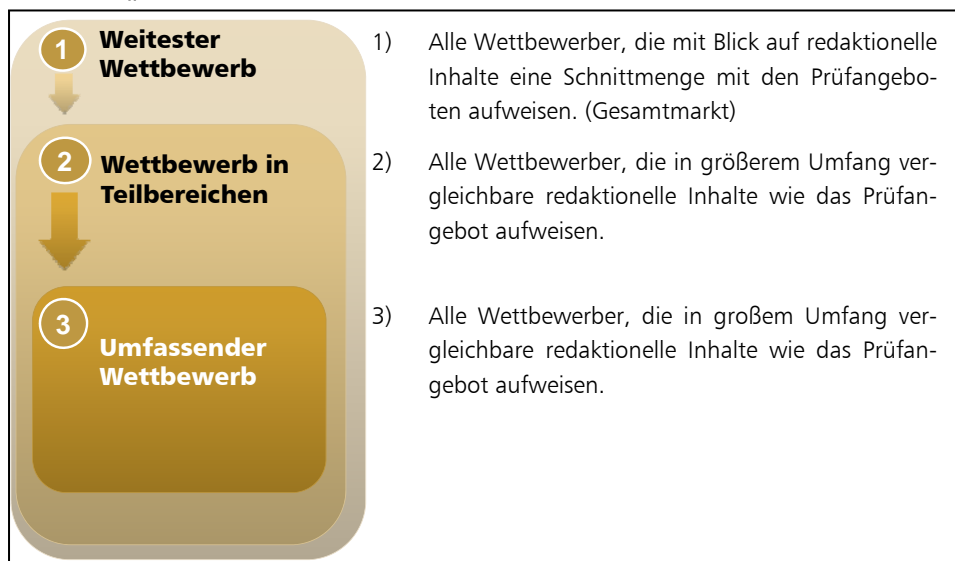 1
Weitester
Wettbewerb
1) Alle Wettbewerber, die mit Blick auf redaktionelle
Inhalte eine Schnittmenge mit den Prüfangebo-
ten aufweisen. (Gesamtmarkt)
2
Wettbewerb in
Teilbereichen
2) Alle Wettbewerber, die in größerem Umfang ver-
gleichbare redaktionelle Inhalte wie das Prüfan-
gebot aufweisen.
3
Umfassender
Wettbewerb
3) Alle Wettbewerber, die in großem Umfang ver-
gleichbare redaktionelle Inhalte wie das Prüfan-
gebot aufweisen.